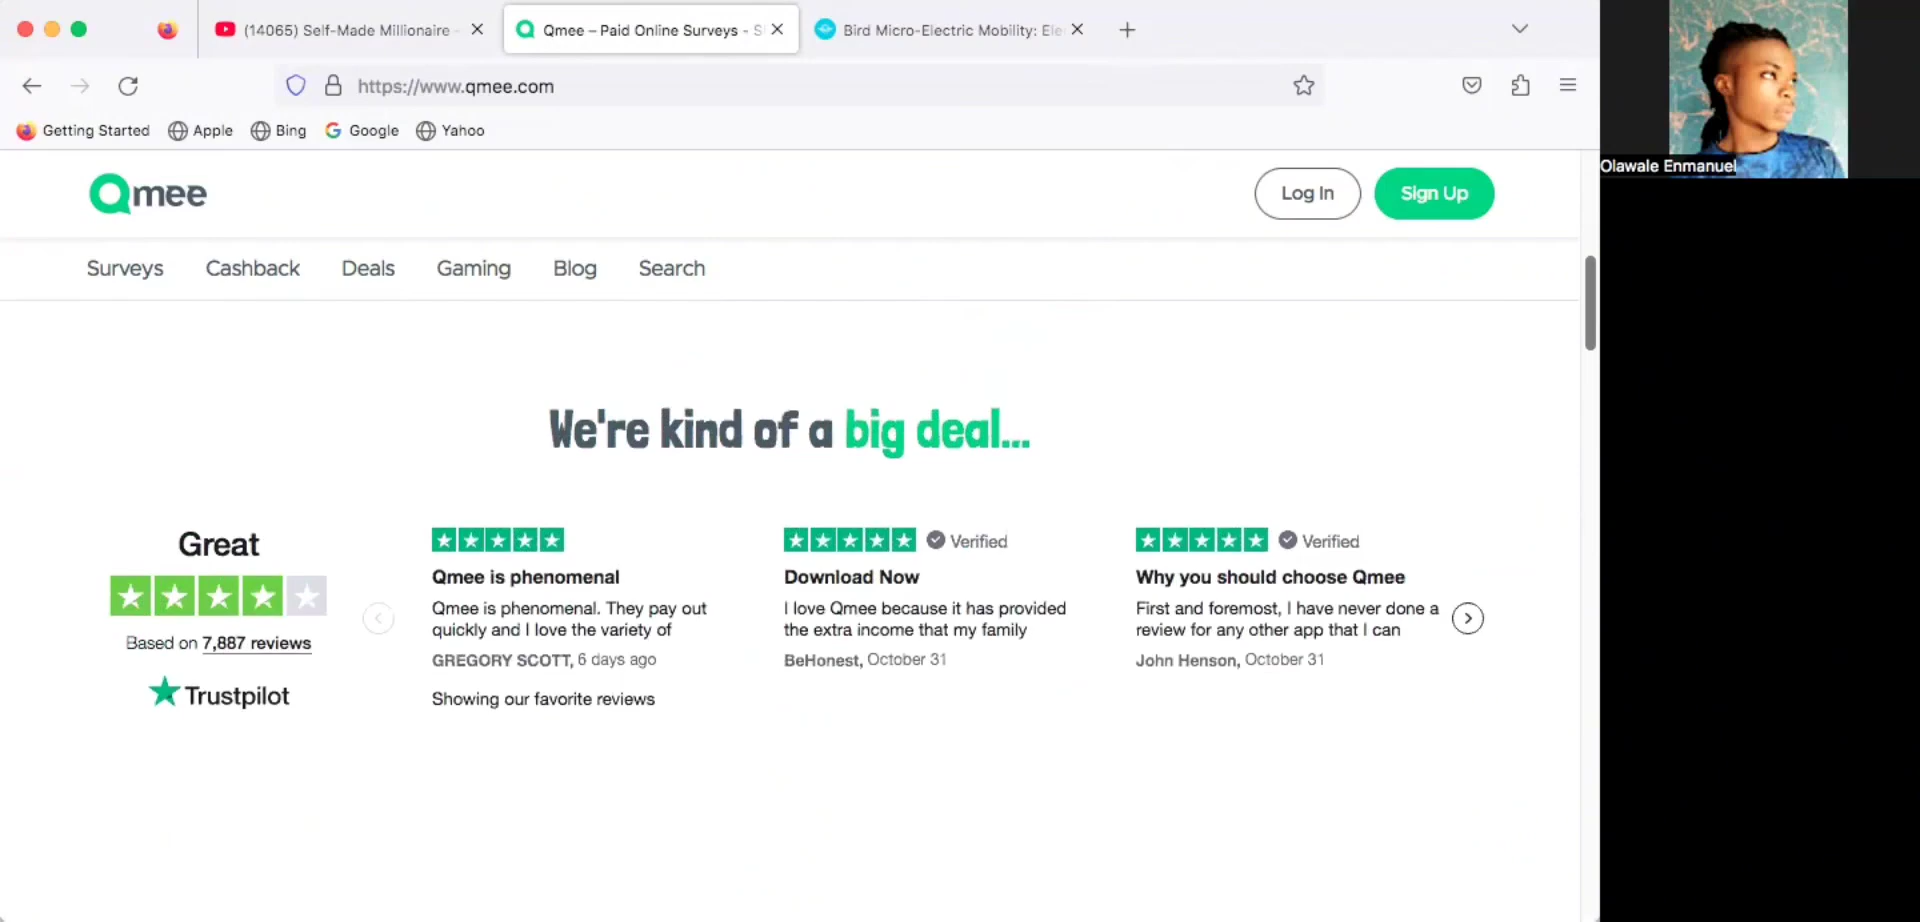 (14065) Self-Made Millionaire -
Qmee – Paid Online Surveys - S
Bird Micro-Electric Mobility: Ele
https://www.qmee.com
Getting Started
Apple
Bing
Google
Yahoo
Olawale Enmanuel
Qmee
Log In
Sign Up
Surveys
Cashback
Deals
Gaming
Blog
Search
We're kind of a big deal...
Great
Based on 7,887 reviews
Trustpilot
Qmee is phenomenal
Qmee is phenomenal. They pay out
quickly and I love the variety of
GREGORY SCOTT, 6 days ago
Showing our favorite reviews
Verified
Download Now
I love Qmee because it has provided
the extra income that my family
BeHonest, October 31
Verified
Why you should choose Qmee
First and foremost, I have never done a
review for any other app that I can
John Henson, October 31